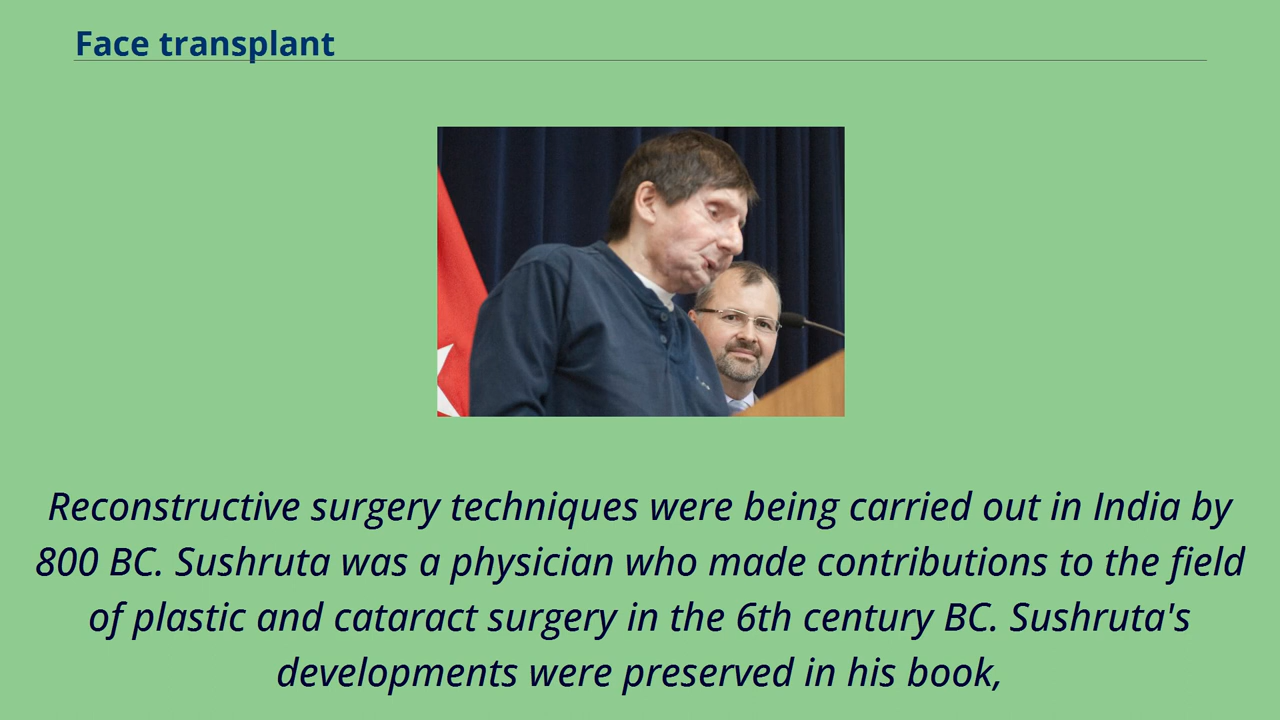 Face transplant
Reconstructive surgery techniques were being carried out in India by
800 BC. Sushruta was a physician who made contributions to the field
of plastic and cataract surgery in the 6th century BC. Sushruta's
developments were preserved in his book,